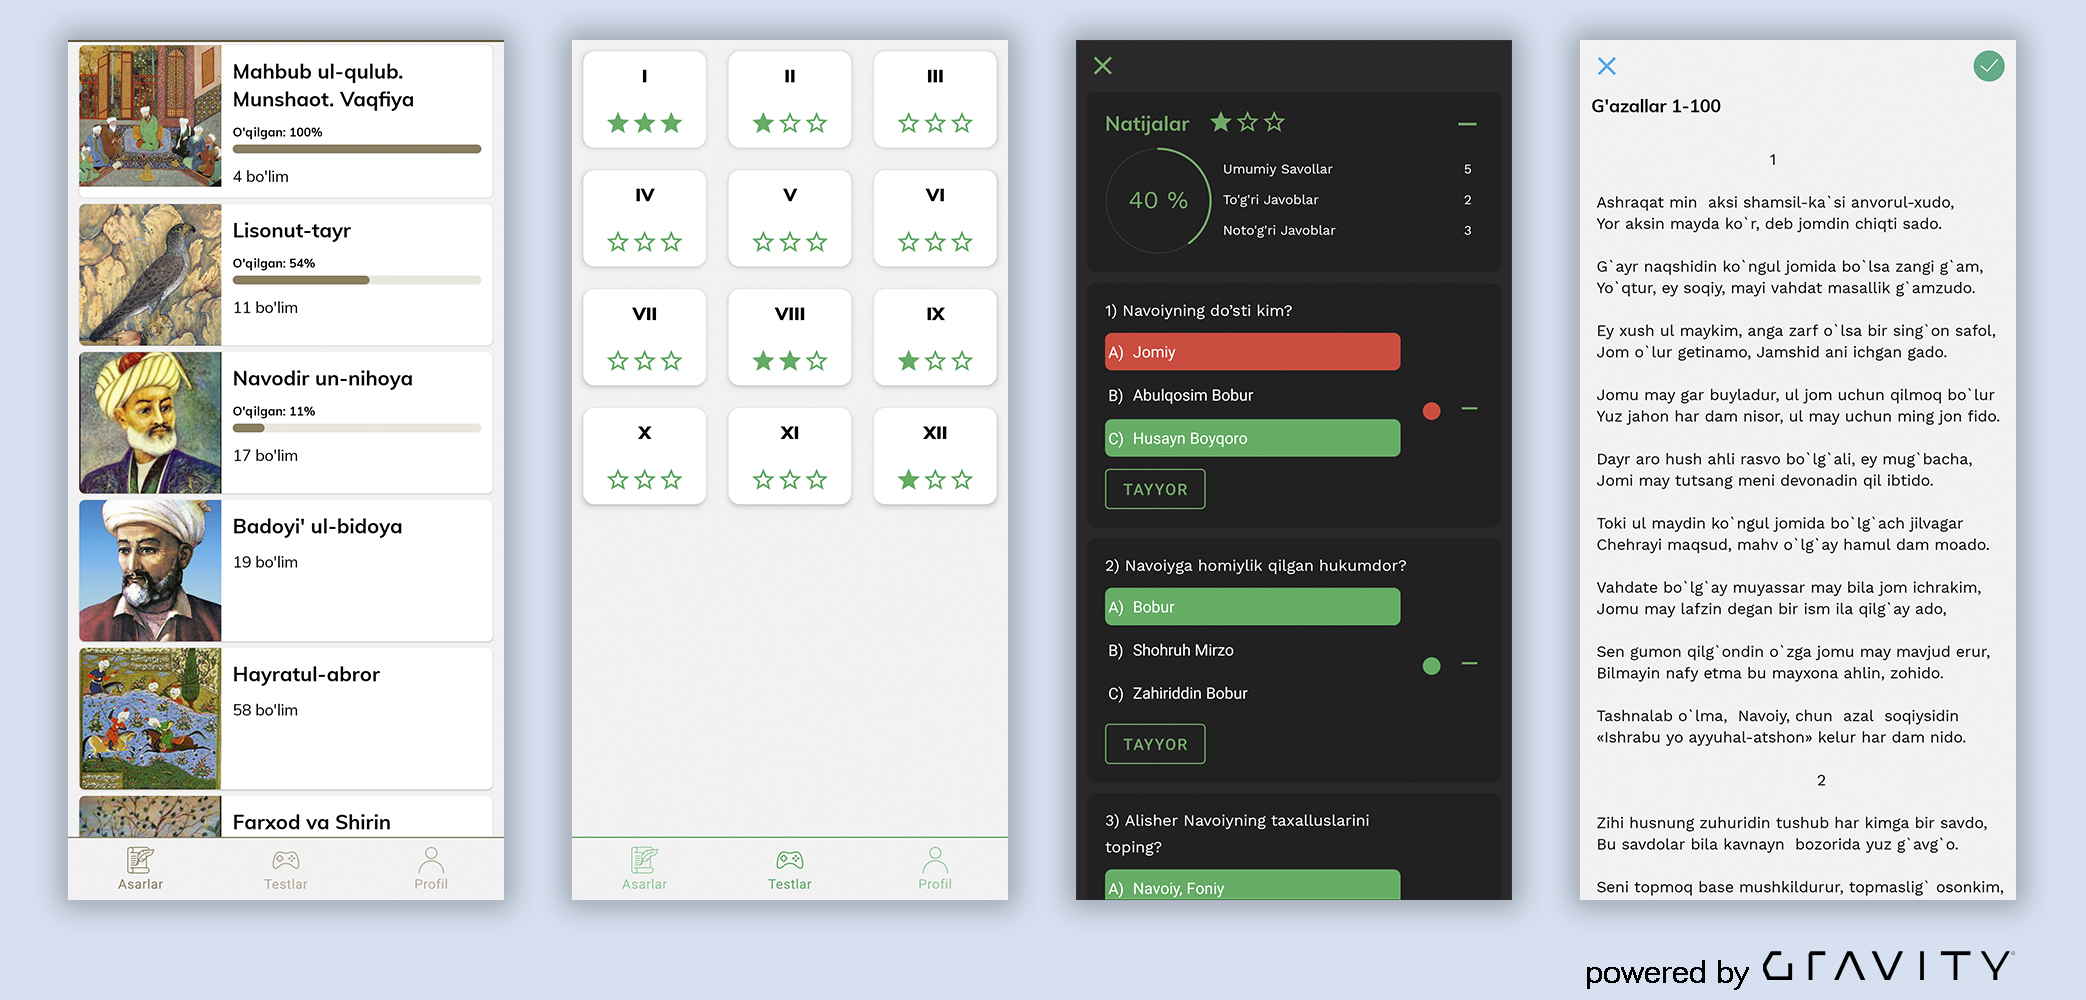 Mahbub ul-qulub.
Munshaot. Vaqfiya
O'qilgan: 100%
4 bo'lim
Lisonut-tayr
O'qilgan: 54%
11 bo'lim
Navodir un-nihoya
O'qilgan: 11%
17 bo'lim
Badoyi' ul-bidoya
19 bo'lim
Hayratul-abror
58 bo'lim
Farxod va Shirin
Asarlar
Testlar
Profil
I
II
III
IV
V
VI
VII
VIII
IX
X
XI
XII
Asarlar
Testlar
Profil
Natijalar
40 %
Umumiy Savollar 5
To'g'ri Javoblar 2
Noto'g'ri Javoblar 3
1) Navoiyning do'sti kim?
A) Jomiy
B) Abulqosim Bobur
C) Husayn Boyqoro
TAYYOR
2) Navoiyga homiylik qilgan hukumdor?
A) Bobur
B) Shohruh Mirzo
C) Zahiriddin Bobur
TAYYOR
3) Alisher Navoiyning taxalluslarini
toping?
A) Navoiy, Foniy
G'azallar 1-100
1
Ashraqat min  aksi shamsil-ka`si anvorul-xudo,
Yor aksin mayda ko`r, deb jomdin chiqti sado.
G`ayr naqshidin ko`ngul jomida bo`lsa zangi g`am,
Yo`qtur, ey soqiy, mayi vahdat masallik g`amzudo.
Ey xush ul maykim, anga zarf o`lsa bir sing`on safol,
Jom o`lur getinamo, Jamshid ani ichgan gado.
Jomu may gar buyladur, ul jom uchun qilmoq bo`lur
Yuz jahon har dam nisor, ul may uchun ming jon fido.
Dayr aro hush ahli rasvo bo`lg`ali, ey mug`bacha,
Jomi may tutsang meni devonadin qil ibtido.
Toki ul maydin ko`ngul jomida bo`lg`ach jilvagar
Chehrayi maqsud, mahv o`lg`ay hamul dam moado.
Vahdate bo`lg`ay muyassar may bila jom ichrakim,
Jomu may lafzin degan bir ism ila qilg`ay ado,
Sen gumon qilg`ondin o`zga jomu may mavjud erur,
Bilmayin nafy etma bu mayxona ahlin, zohido.
Tashnalab o`lma,  Navoiy, chun  azal  soqiysidin
«Ishrabu yo ayyuhal-atshon» kelur har dam nido.
2
Zihi husnung zuhuridin tushub har kimga bir savdo,
Bu savdolar bila kavnayn  bozorida yuz g`avg`o.
Seni topmoq base mushkildurur, topmaslig` osonkim,
powered by GRAVITY